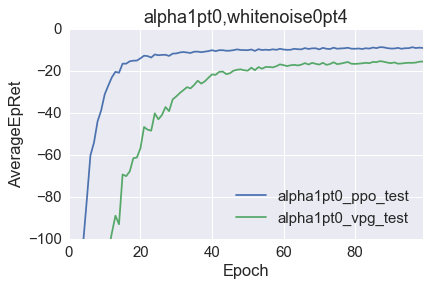 alpha1pt0,whitenoise0pt4
AverageEpRet
0
−20
−40
−60
−80
−100
alpha1pt0_ppo_test
alpha1pt0_vpg_test
0 20 40 60 80
Epoch